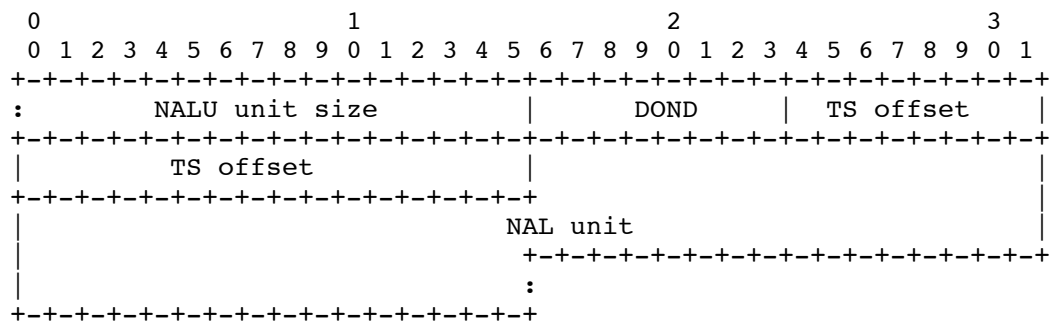 0                   1                   2                   3
 0 1 2 3 4 5 6 7 8 9 0 1 2 3 4 5 6 7 8 9 0 1 2 3 4 5 6 7 8 9 0 1
+-+-+-+-+-+-+-+-+-+-+-+-+-+-+-+-+-+-+-+-+-+-+-+-+-+-+-+-+-+-+-+-+
:        NALU unit size         |      DOND     |  TS offset    |
+-+-+-+-+-+-+-+-+-+-+-+-+-+-+-+-+-+-+-+-+-+-+-+-+-+-+-+-+-+-+-+-+
|         TS offset             |                               |
+-+-+-+-+-+-+-+-+-+-+-+-+-+-+-+-+                               |
|                              NAL unit                         |
|                               +-+-+-+-+-+-+-+-+-+-+-+-+-+-+-+-+
|                               :
+-+-+-+-+-+-+-+-+-+-+-+-+-+-+-+-+